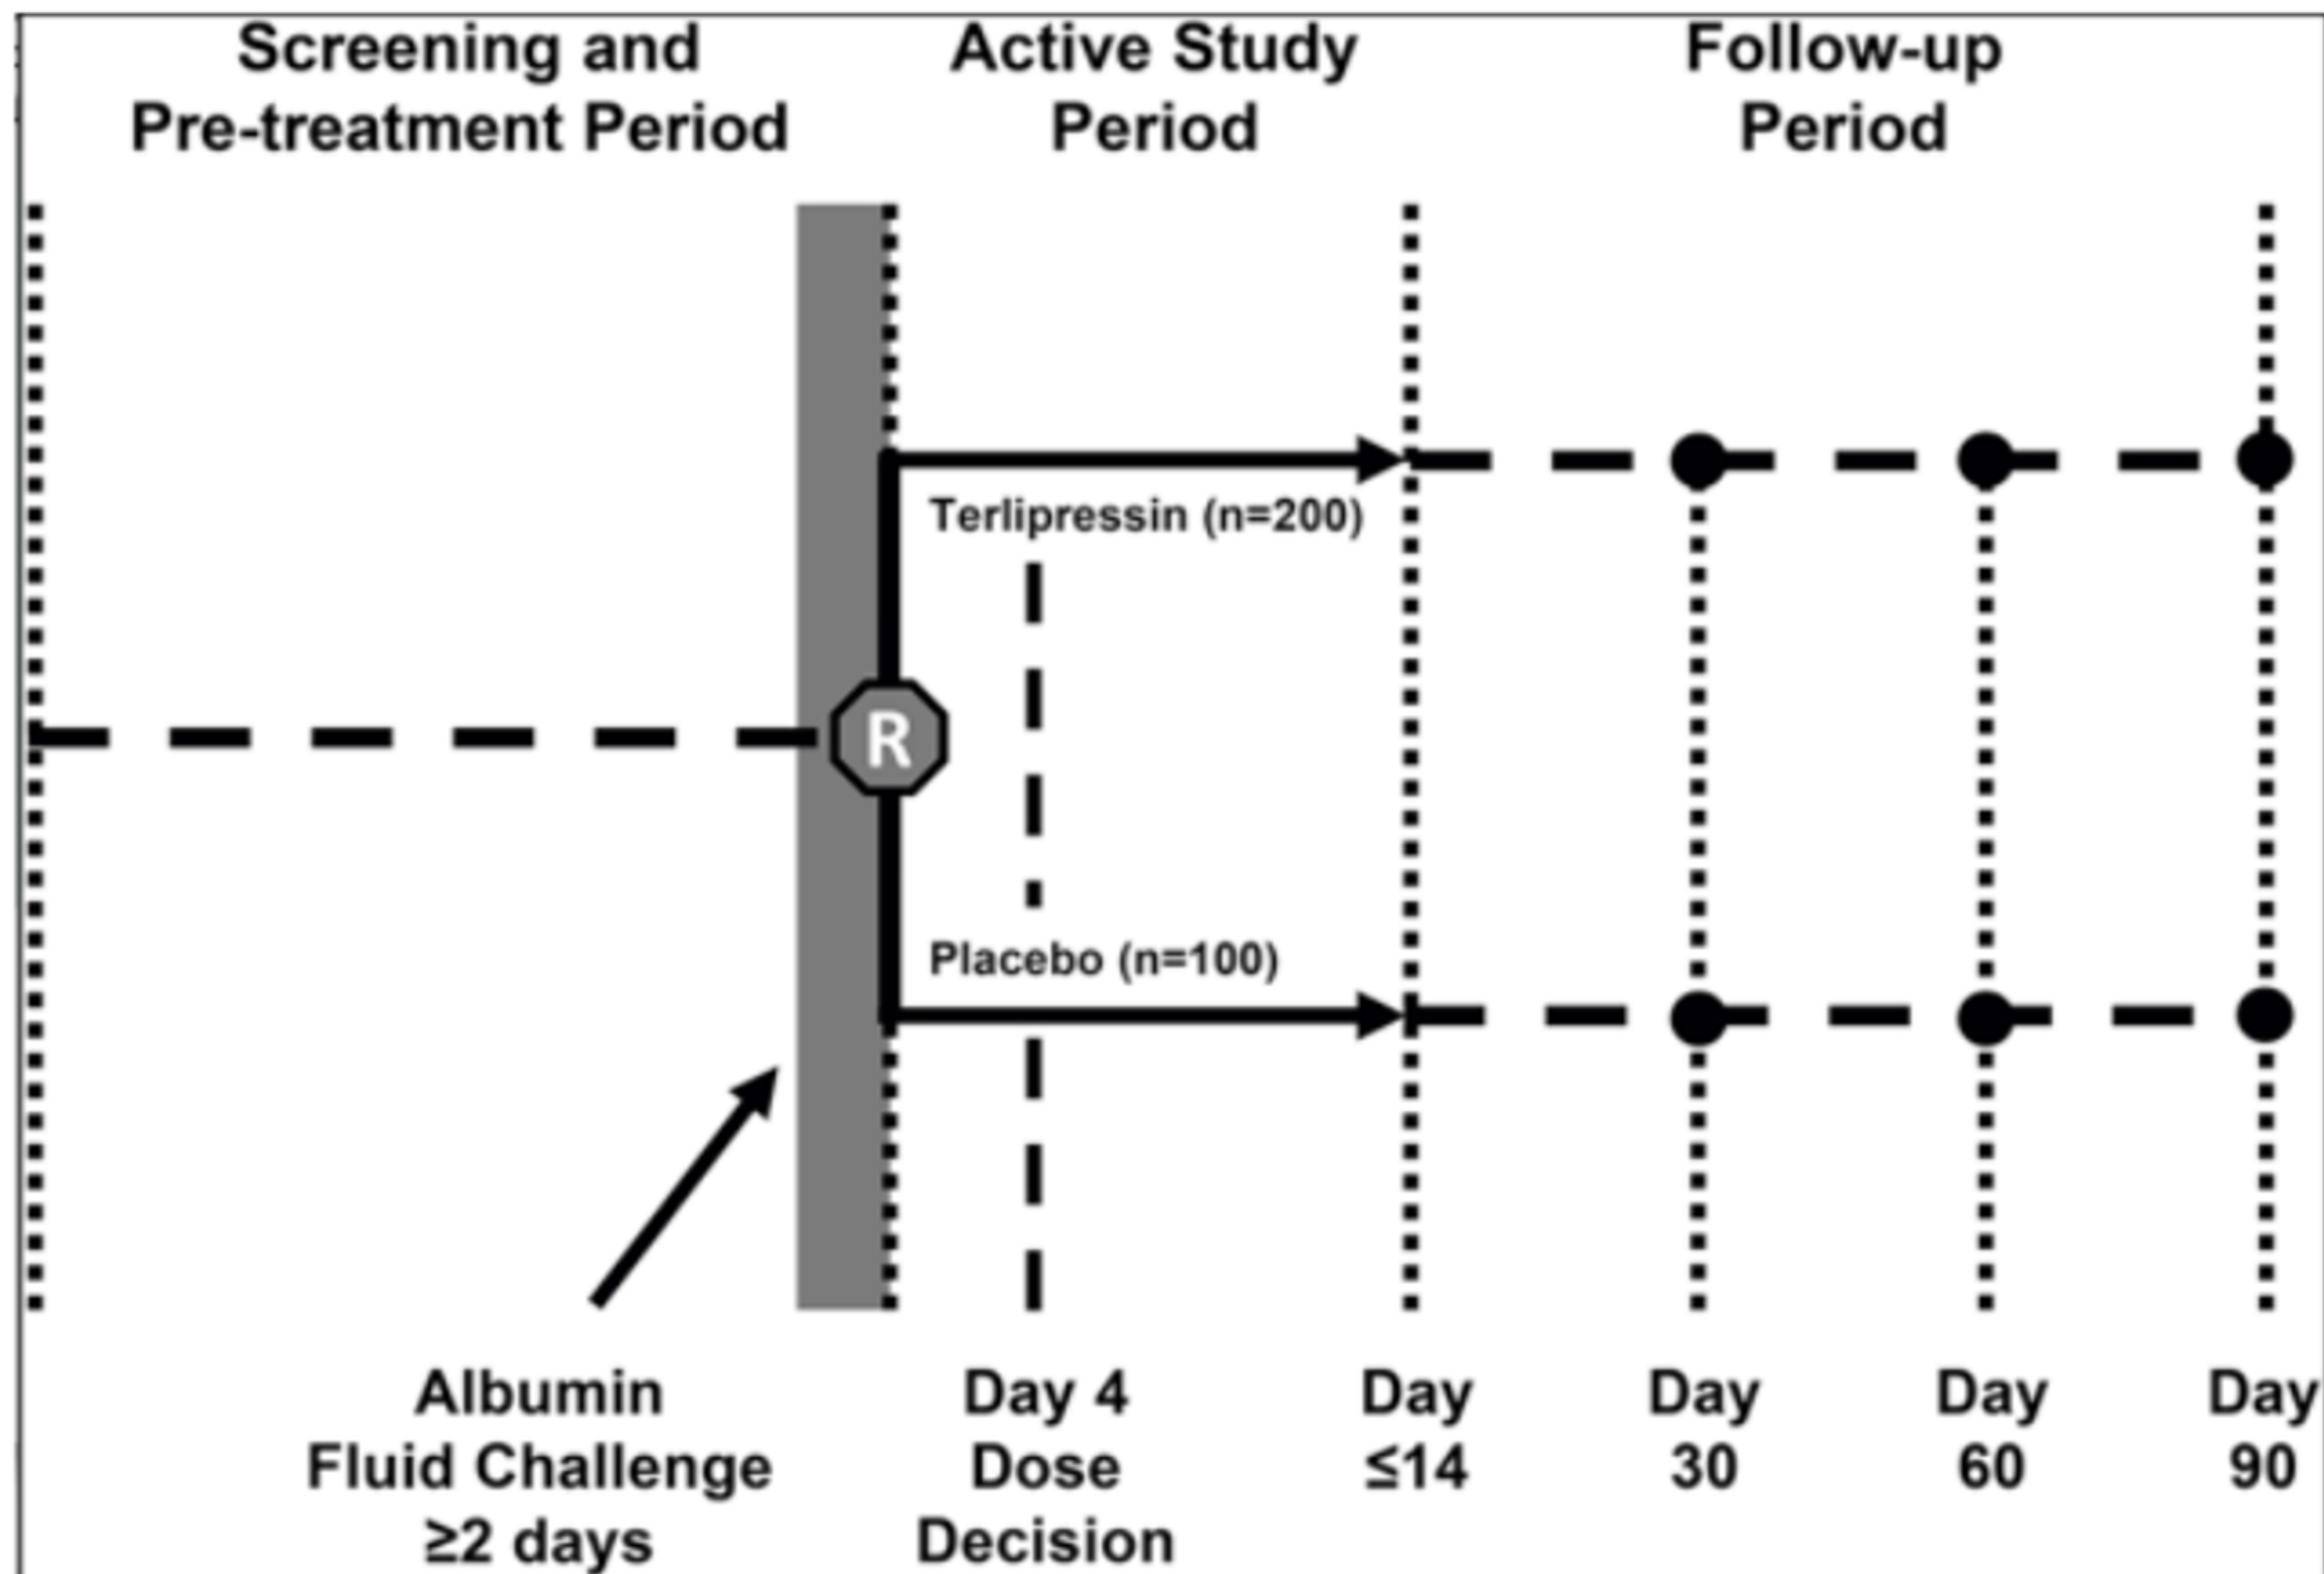 Screening and
Pre-treatment Period
Active Study
Period
Follow-up
Period
Terlipressin (n=200)
R
Placebo (n=100)
Albumin
Fluid Challenge
≥2 days
Day 4
Dose
Decision
Day
≤14
Day
30
Day
60
Day
90